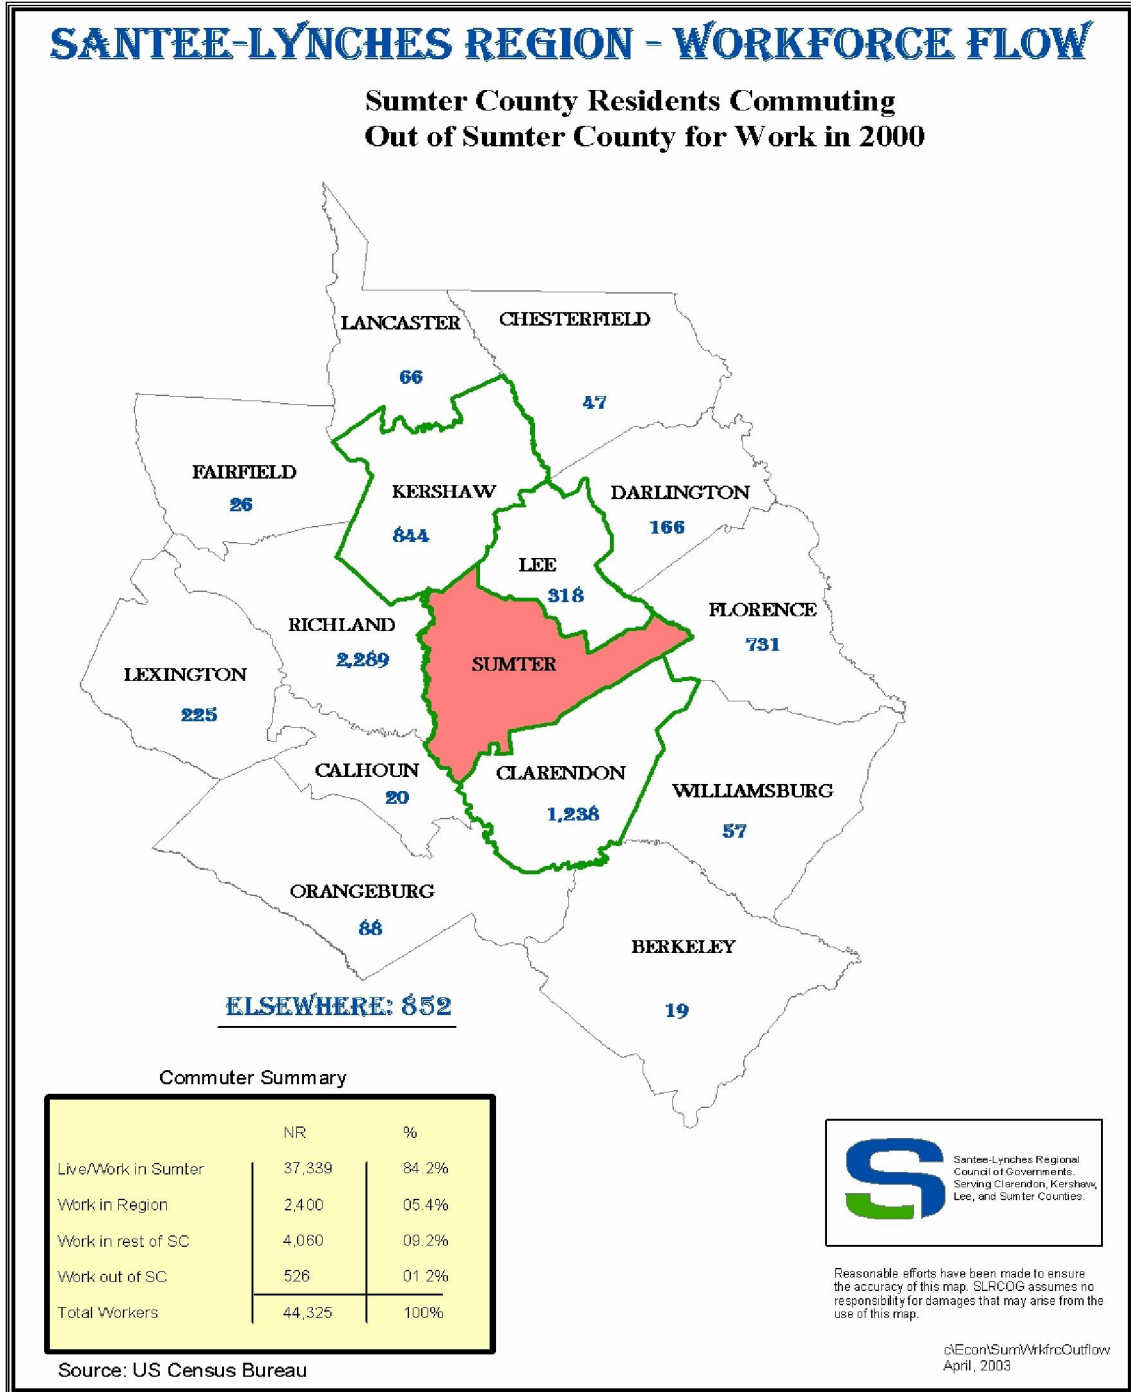 SANTEE-LYNCHES REGION - WORKFORCE FLOW
Sumter County Residents Commuting
Out of Sumter County for Work in 2000
LANCASTER
66
CHESTERFIELD
47
FAIRFIELD
26
KERSHAW
844
DARLINGTON
166
LEE
318
RICHLAND
2,289
FLORENCE
731
LEXINGTON
225
SUMTER
CALHOUN
20
CLARENDON
1,238
WILLIAMSBURG
57
ORANGEBURG
88
BERKELEY
19
ELSEWHERE: 852
Commuter Summary
NR %
Live/Work in Sumter 37,339 84.2%
Work in Region 2,400 05.4%
Work in rest of SC 4,060 09.2%
Work out of SC 526 01.2%
Total Workers 44,325 100%
Source: US Census Bureau
S
Santee-Lynches Regional
Council of Governments.
Serving Clarendon, Kershaw,
Lee, and Sumter Counties.
Reasonable efforts have been made to ensure
the accuracy of this map. SLRCOG assumes no
responsibility for damages that may arise from the
use of this map.
c\Econ\SumWrkfrcOutflow
April, 2003